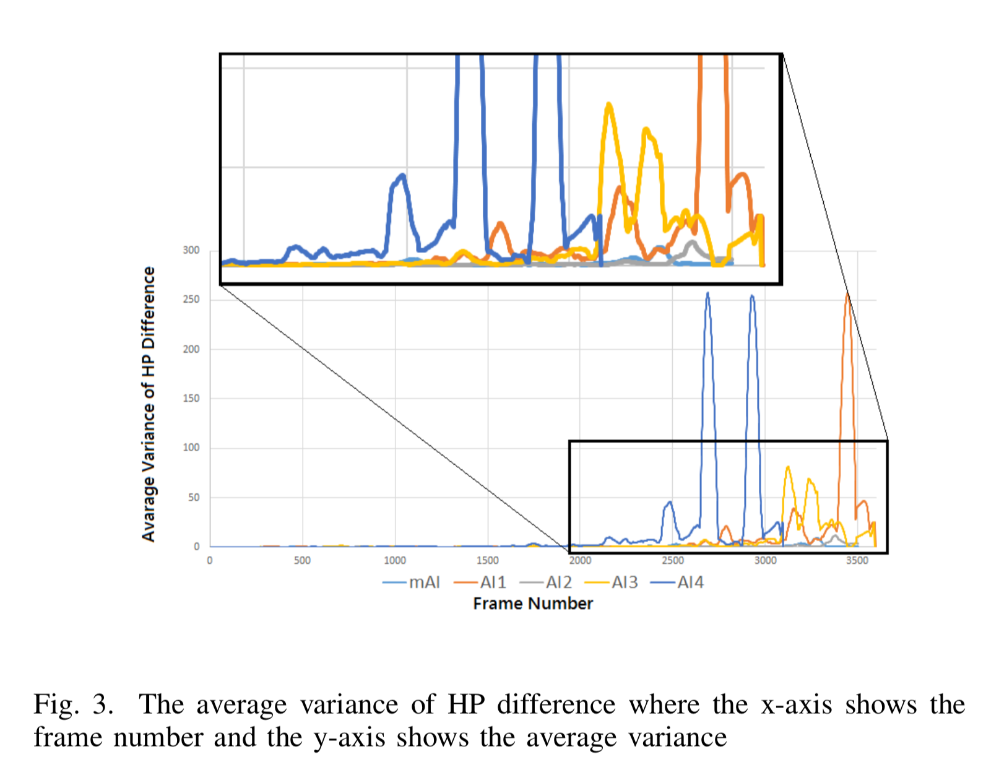 300
250
200
150
100
50
0
Avarage Variance of HP Difference
0 500 1000 1500 2000 2500 3000 3500
mAI AI1 AI2 AI3 AI4
Frame Number
Fig. 3. The average variance of HP difference where the x-axis shows the
frame number and the y-axis shows the average variance